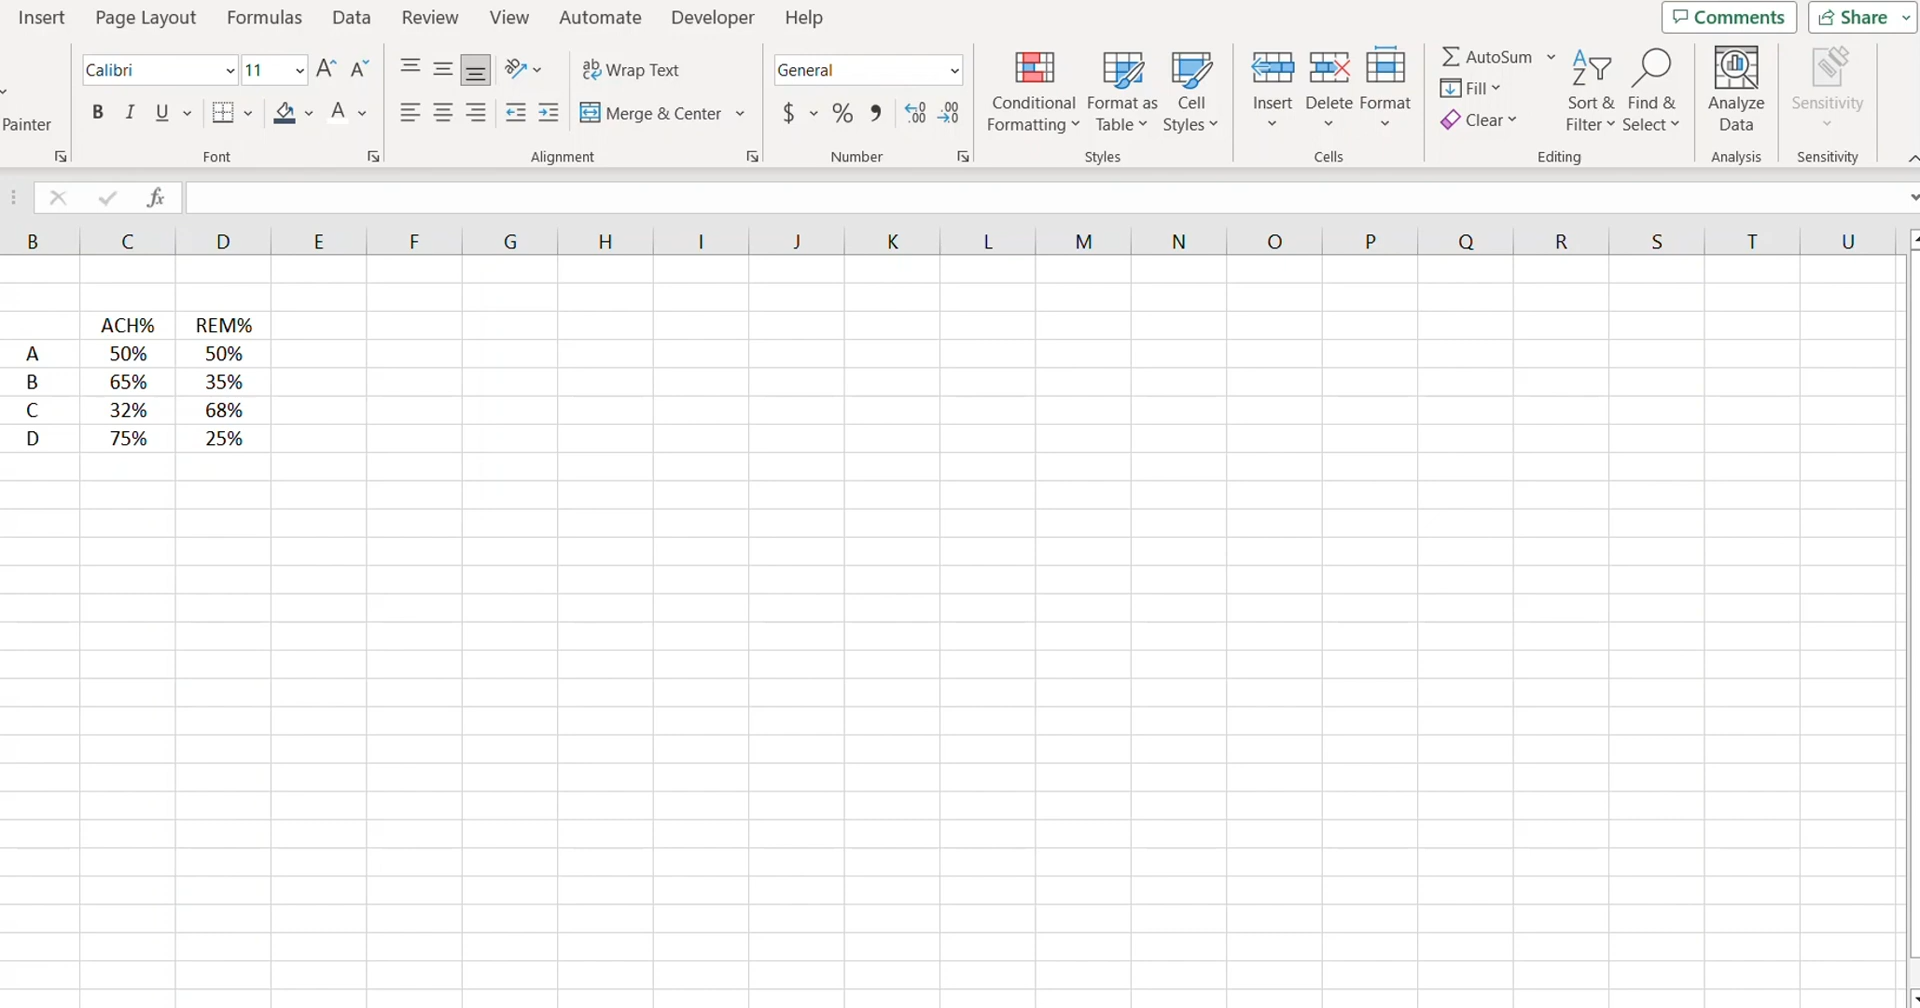 Insert Page Layout Formulas Data Review View Automate Developer Help Comments Share
Calibri 11 A A ab Wrap Text General AutoSum
Painter B I U A Merge & Center $ % , Fill
Conditional Formatting Format as Table Cell Styles Insert Delete Format Clear Sort & Filter Find & Select Analyze Data Sensitivity
Font Alignment Number Styles Cells Editing Analysis Sensitivity
fx
B C D E F G H I J K L M N O P Q R S T U
ACH% REM%
A 50% 50%
B 65% 35%
C 32% 68%
D 75% 25%